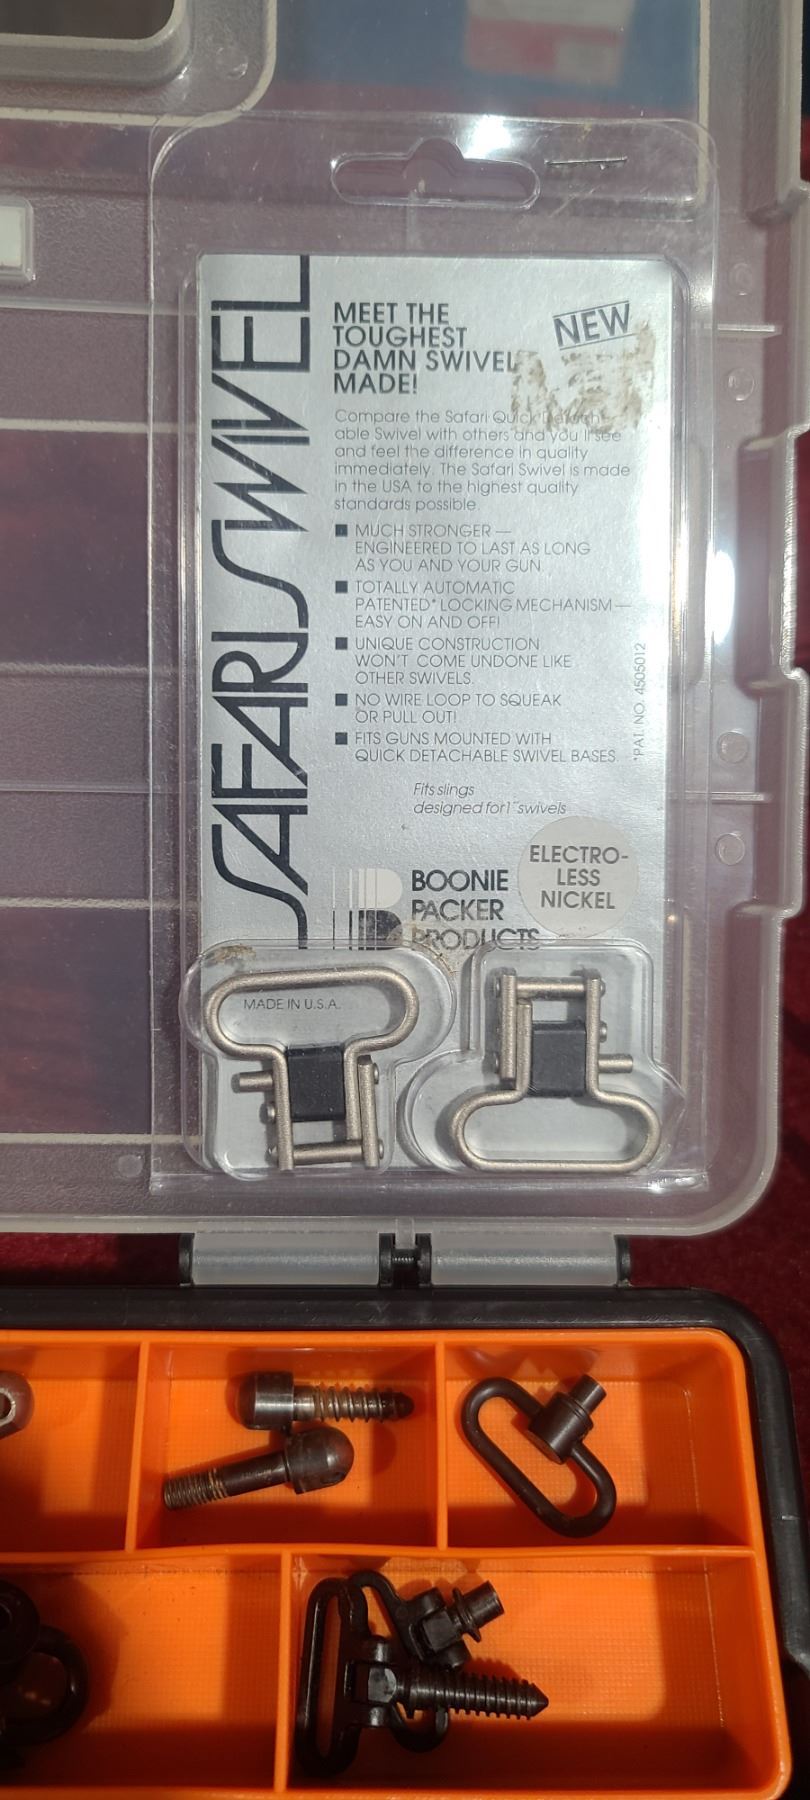 SAFARI SWIVEL
MEET THE
TOUGHEST
DAMN SWIVEL
MADE!
NEW
Compare the Safari Quick Detach-
able Swivel with others and you'll see
and feel the difference in quality
immediately. The Safari Swivel is made
in the USA to the highest quality
standards possible.
■ MUCH STRONGER —
ENGINEERED TO LAST AS LONG
AS YOU AND YOUR GUN
■ TOTALLY AUTOMATIC
PATENTED* LOCKING MECHANISM —
EASY ON AND OFF!
■ UNIQUE CONSTRUCTION
WON'T COME UNDONE LIKE
OTHER SWIVELS.
■ NO WIRE LOOP TO SQUEAK
OR PULL OUT!
■ FITS GUNS MOUNTED WITH
QUICK DETACHABLE SWIVEL BASES.
*PAT. NO. 4505012
Fits slings
designed for 1" swivels
ELECTRO-
LESS
NICKEL
BOONIE
PACKER
PRODUCTS
MADE IN U.S.A.